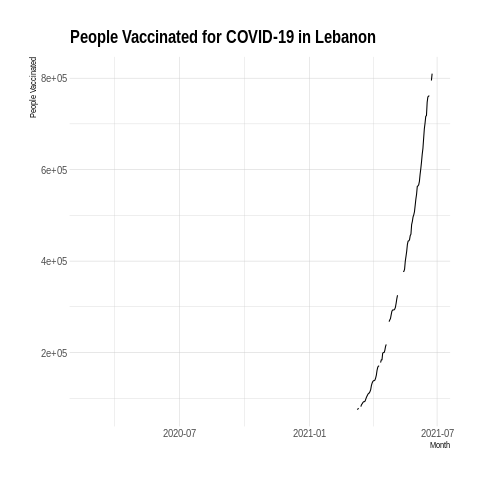 People Vaccinated for COVID-19 in Lebanon
People Vaccinated
8e+05
6e+05
4e+05
2e+05
2020-07
2021-01
2021-07
Month